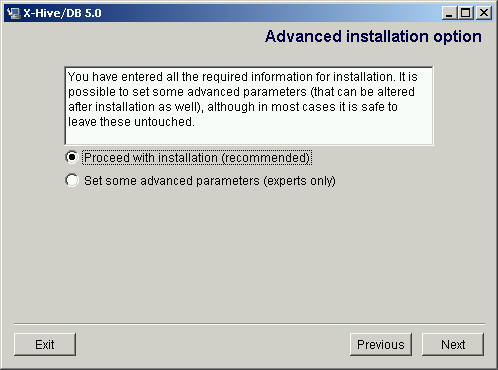 X-Hive/DB 5.0
Advanced installation option
You have entered all the required information for installation. It is
possible to set some advanced parameters (that can be altered
after installation as well), although in most cases it is safe to
leave these untouched.
Proceed with installation (recommended)
Set some advanced parameters (experts only)
Exit
Previous
Next